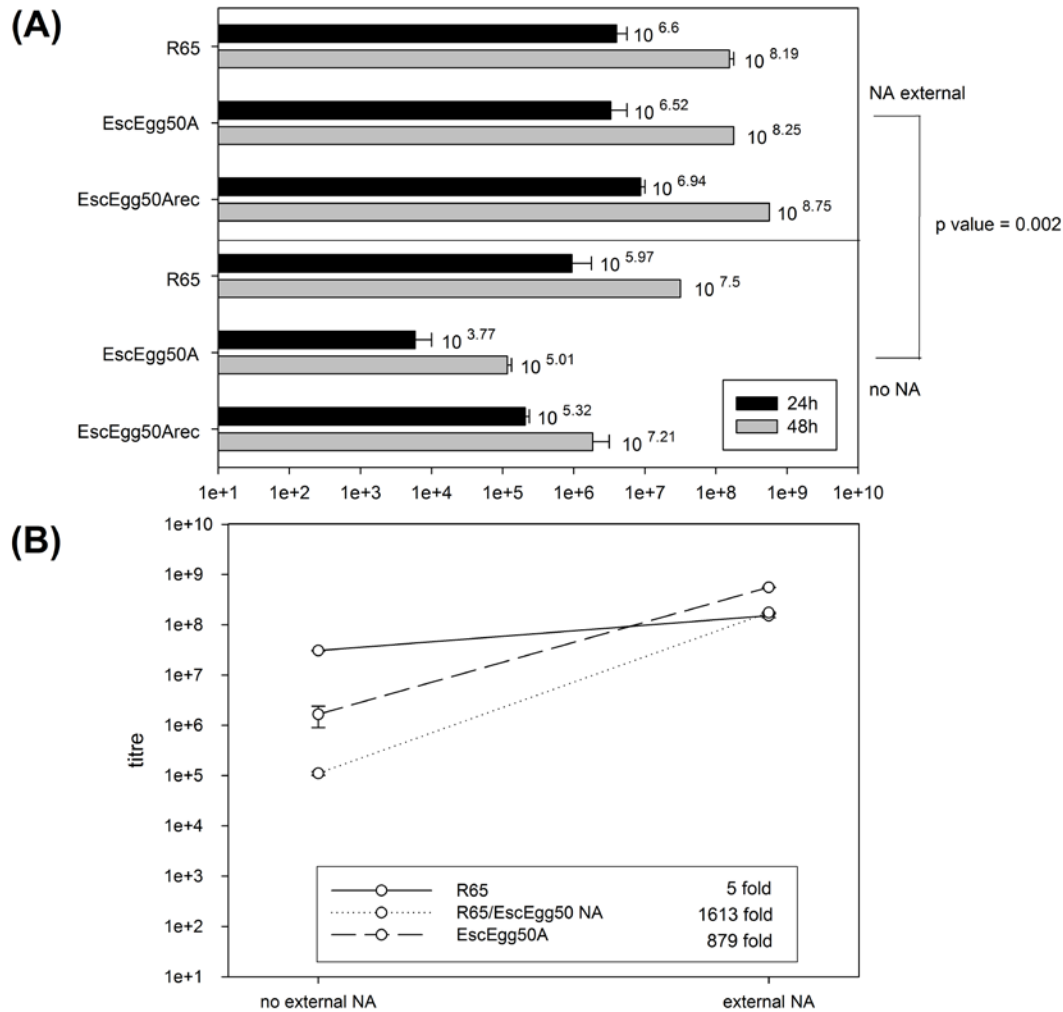 (A)
R65
10 6.6
10 8.19
EscEgg50A
10 6.52
10 8.25
EscEgg50Arec
10 6.94
10 8.75
NA external
p value = 0.002
R65
10 5.97
10 7.5
EscEgg50A
10 3.77
10 5.01
EscEgg50Arec
10 5.32
10 7.21
no NA
24h
48h
1e+1 1e+2 1e+3 1e+4 1e+5 1e+6 1e+7 1e+8 1e+9 1e+10
(B)
titre
1e+10
1e+9
1e+8
1e+7
1e+6
1e+5
1e+4
1e+3
1e+2
1e+1
R65 5 fold
R65/EscEgg50 NA 1613 fold
EscEgg50A 879 fold
no external NA external NA